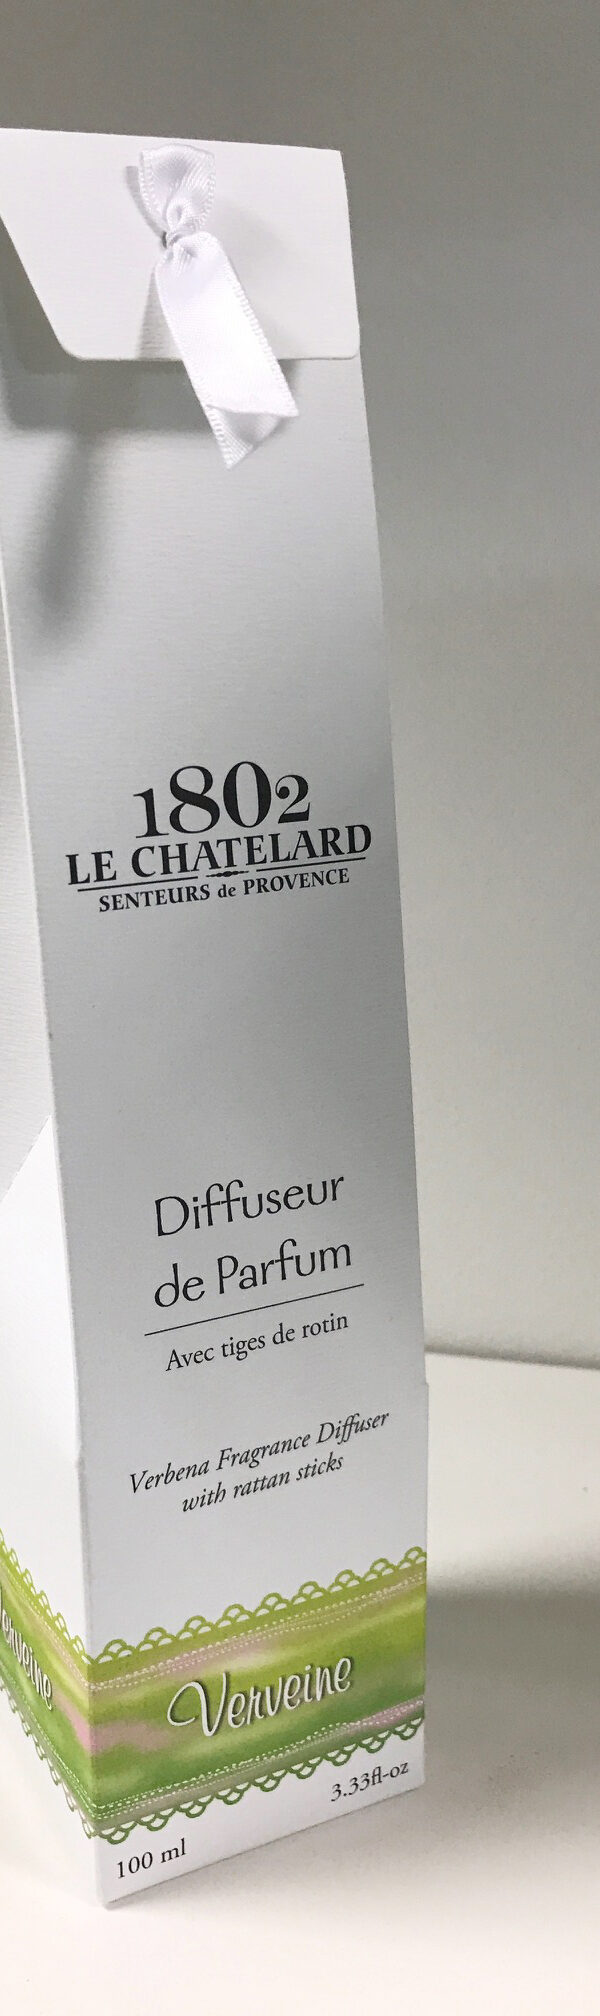 1802
LE CHATELARD
SENTEURS de PROVENCE
Diffuseur
de Parfum
Avec tiges de rotin
Verbena Fragrance Diffuser
with rattan sticks
Verveine
Verveine
100 ml
3.33fl-oz